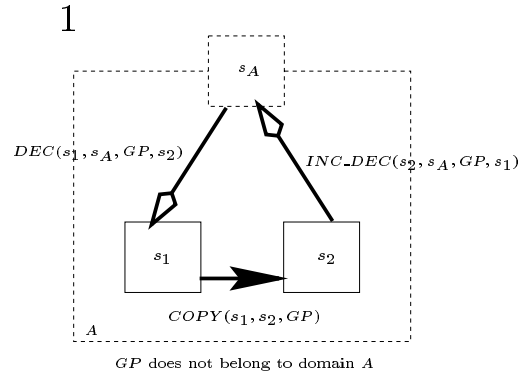 1
s_A
DEC(s_1, s_A, GP, s_2)
INC_DEC(s_2, s_A, GP, s_1)
s_1
s_2
COPY(s_1, s_2, GP)
A
GP does not belong to domain A